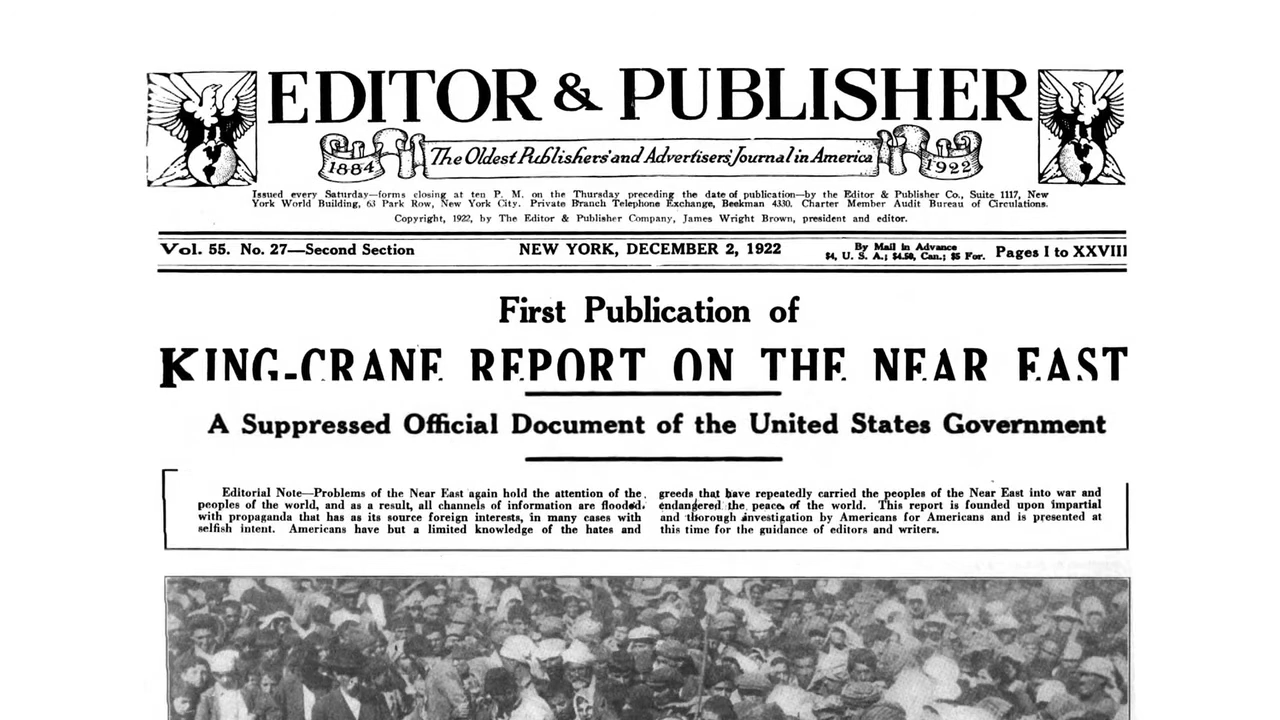 EDITOR & PUBLISHER
1884
The Oldest Publishers' and Advertisers' Journal in America
1922
Issued every Saturday—forms closing at ten P. M. on the Thursday preceding the date of publication—by the Editor & Publisher Co., Suite 1117, New
York World Building, 63 Park Row, New York City. Private Branch Telephone Exchange, Beekman 4330. Charter Member Audit Bureau of Circulations.
Copyright, 1922, by The Editor & Publisher Company, James Wright Brown, president and editor.
Vol. 55. No. 27—Second Section
NEW YORK, DECEMBER 2, 1922
By Mail in Advance
$4, U. S. A.; $4.50, Can.; $5 For.
Pages I to XXVIII
First Publication of
KING-CRANE REPORT ON THE NEAR EAST
A Suppressed Official Document of the United States Government
Editorial Note—Problems of the Near East again hold the attention of the
peoples of the world, and as a result, all channels of information are flooded
with propaganda that has as its source foreign interests, in many cases with
selfish intent. Americans have but a limited knowledge of the hates and
greeds that have repeatedly carried the peoples of the Near East into war and
endangered the peace of the world. This report is founded upon impartial
and thorough investigation by Americans for Americans and is presented at
this time for the guidance of editors and writers.